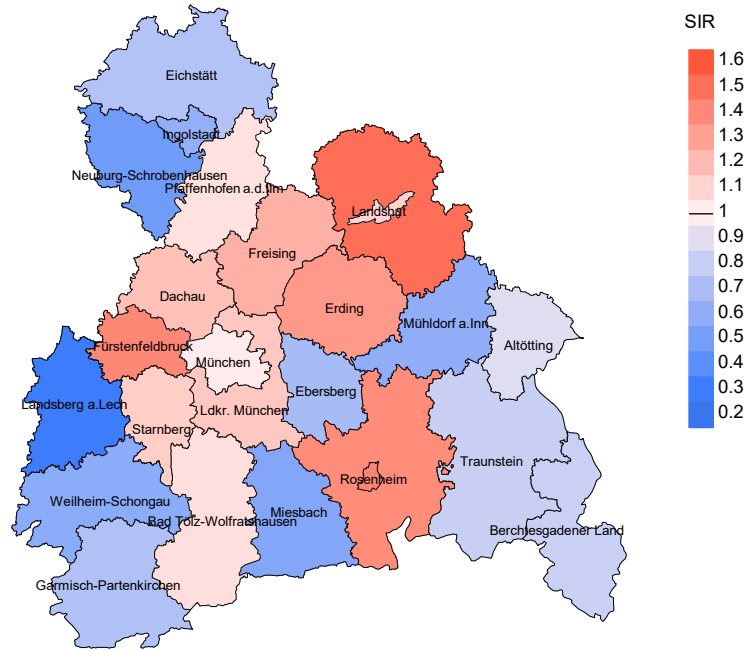 SIR
1.6
1.5
1.4
1.3
1.2
1.1
1
0.9
0.8
0.7
0.6
0.5
0.4
0.3
0.2
Eichstätt
Ingolstadt
Neuburg-Schrobenhausen
Pfaffenhofen a.d.Ilm
Landshut
Freising
Dachau
Erding
Mühldorf a.Inn
Altötting
Fürstenfeldbruck
München
Ebersberg
Landsberg a.Lech
Ldkr. München
Starnberg
Traunstein
Rosenheim
Weilheim-Schongau
Miesbach
Bad Tölz-Wolfratshausen
Berchtesgadener Land
Garmisch-Partenkirchen